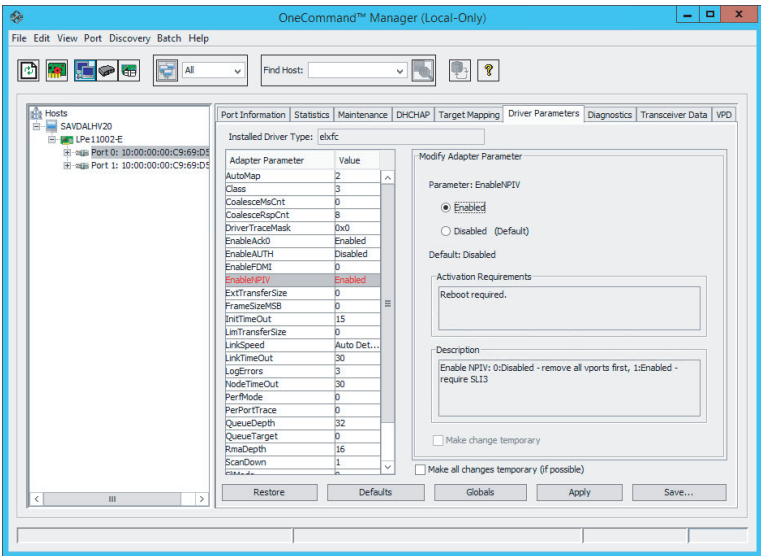 OneCommand™ Manager (Local-Only)
File Edit View Port Discovery Batch Help
All
Find Host:
Hosts
SAVDALHV20
LPe11002-E
Port 0: 10:00:00:00:C9:69:D5
Port 1: 10:00:00:00:C9:69:D5
Port Information Statistics Maintenance DHCHAP Target Mapping Driver Parameters Diagnostics Transceiver Data VPD
Installed Driver Type: elxfc
Adapter Parameter Value
AutoMap 2
Class 3
CoalesceMsCnt 0
CoalesceRspCnt 8
DriverTraceMask 0x0
EnableAck0 Enabled
EnableAUTH Disabled
EnableFDMI 0
EnableNPIV Enabled
ExtTransferSize 0
FrameSizeMSB 0
InitTimeOut 15
LimTransferSize 0
LinkSpeed Auto Det...
LinkTimeOut 30
LogErrors 3
NodeTimeOut 30
PerfMode 0
PerPortTrace 0
QueueDepth 32
QueueTarget 0
RmaDepth 16
ScanDown 1
Modify Adapter Parameter
Parameter: EnableNPIV
Enabled
Disabled (Default)
Default: Disabled
Activation Requirements
Reboot required.
Description
Enable NPIV: 0:Disabled - remove all vports first, 1:Enabled -
require SLI3
Make change temporary
Make all changes temporary (if possible)
Restore Defaults Globals Apply Save...